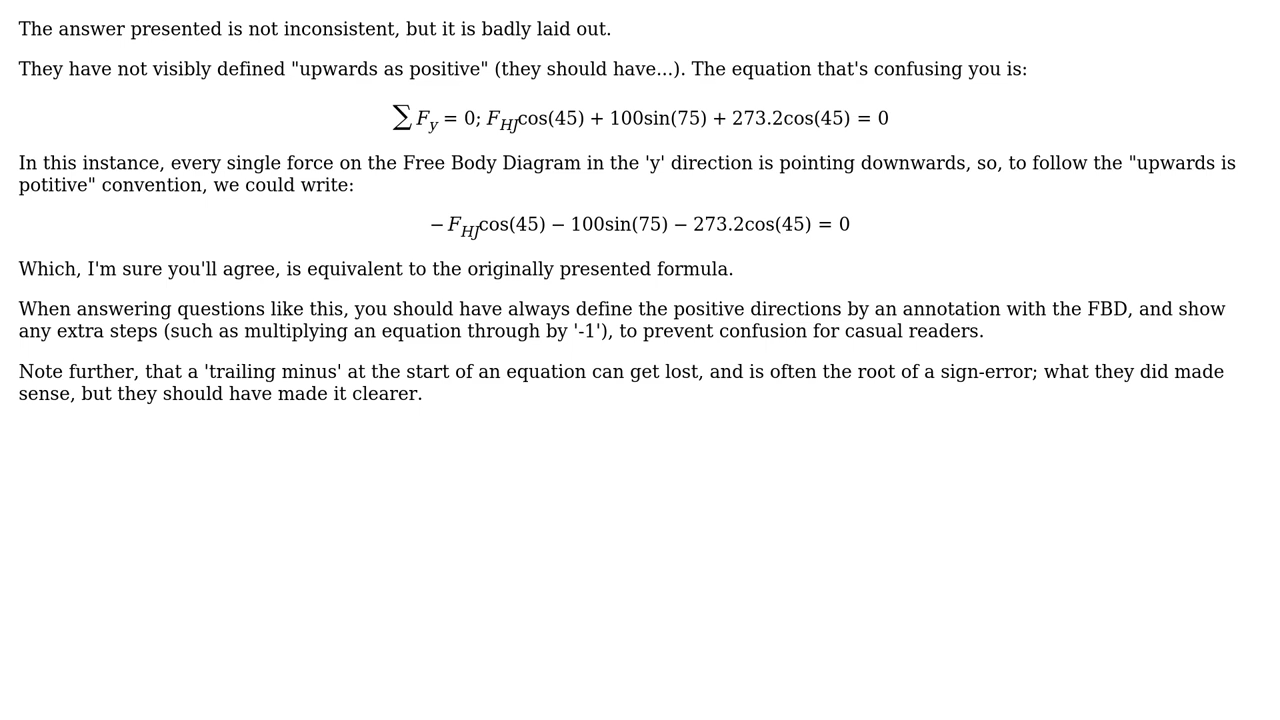 The answer presented is not inconsistent, but it is badly laid out.
They have not visibly defined "upwards as positive" (they should have...). The equation that's confusing you is:
∑ F_y = 0; F_HJcos(45) + 100sin(75) + 273.2cos(45) = 0
In this instance, every single force on the Free Body Diagram in the 'y' direction is pointing downwards, so, to follow the "upwards is
potitive" convention, we could write:
− F_HJcos(45) − 100sin(75) − 273.2cos(45) = 0
Which, I'm sure you'll agree, is equivalent to the originally presented formula.
When answering questions like this, you should have always define the positive directions by an annotation with the FBD, and show
any extra steps (such as multiplying an equation through by '-1'), to prevent confusion for casual readers.
Note further, that a 'trailing minus' at the start of an equation can get lost, and is often the root of a sign-error; what they did made
sense, but they should have made it clearer.